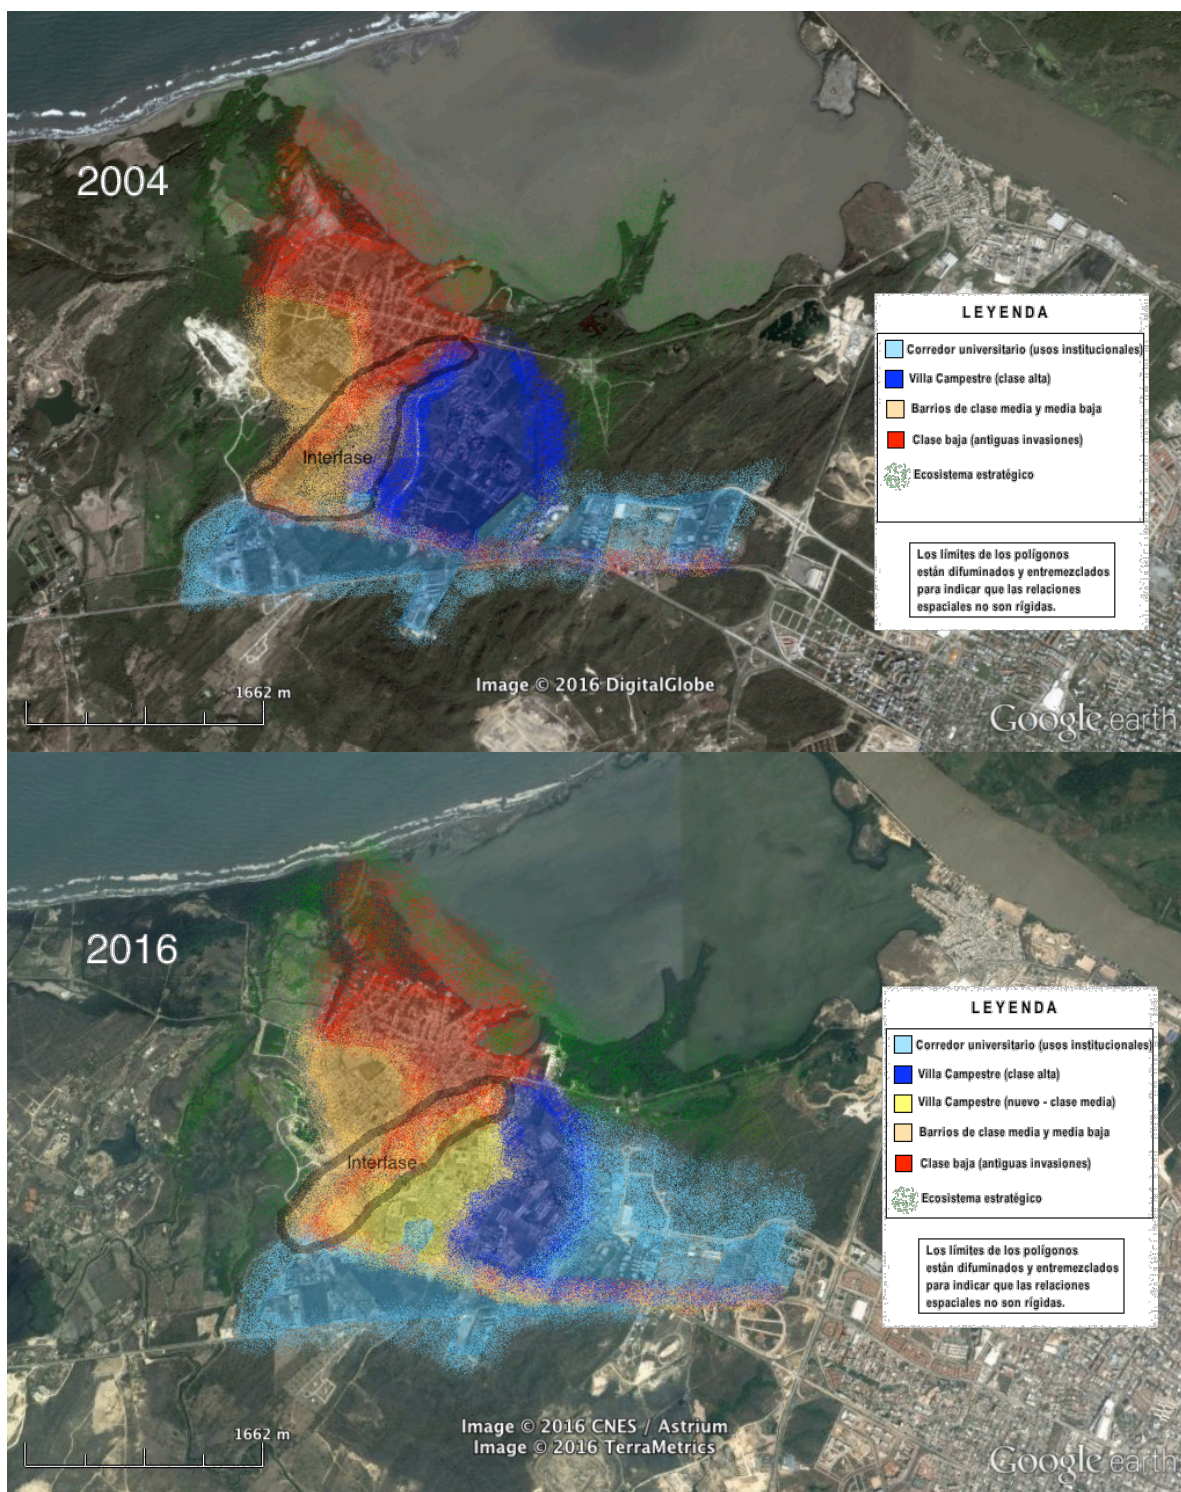 2004
LEYENDA
Corredor universitario (usos institucionales)
Villa Campestre (clase alta)
Barrios de clase media y media baja
Clase baja (antiguas invasiones)
Ecosistema estratégico
Interfase
Los límites de los polígonos
están difuminados y entremezclados
para indicar que las relaciones
espaciales no son rígidas.
1662 m
Image © 2016 DigitalGlobe
Google earth
2016
LEYENDA
Corredor universitario (usos institucionales)
Villa Campestre (clase alta)
Villa Campestre (nuevo - clase media)
Barrios de clase media y media baja
Clase baja (antiguas invasiones)
Ecosistema estratégico
Interfase
Los límites de los polígonos
están difuminados y entremezclados
para indicar que las relaciones
espaciales no son rígidas.
1662 m
Image © 2016 CNES / Astrium
Image © 2016 TerraMetrics
Google earth